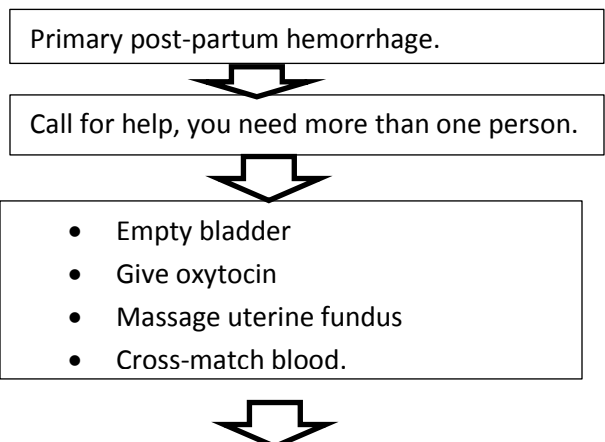 Primary post-partum hemorrhage.
Call for help, you need more than one person.
• Empty bladder
• Give oxytocin
• Massage uterine fundus
• Cross-match blood.